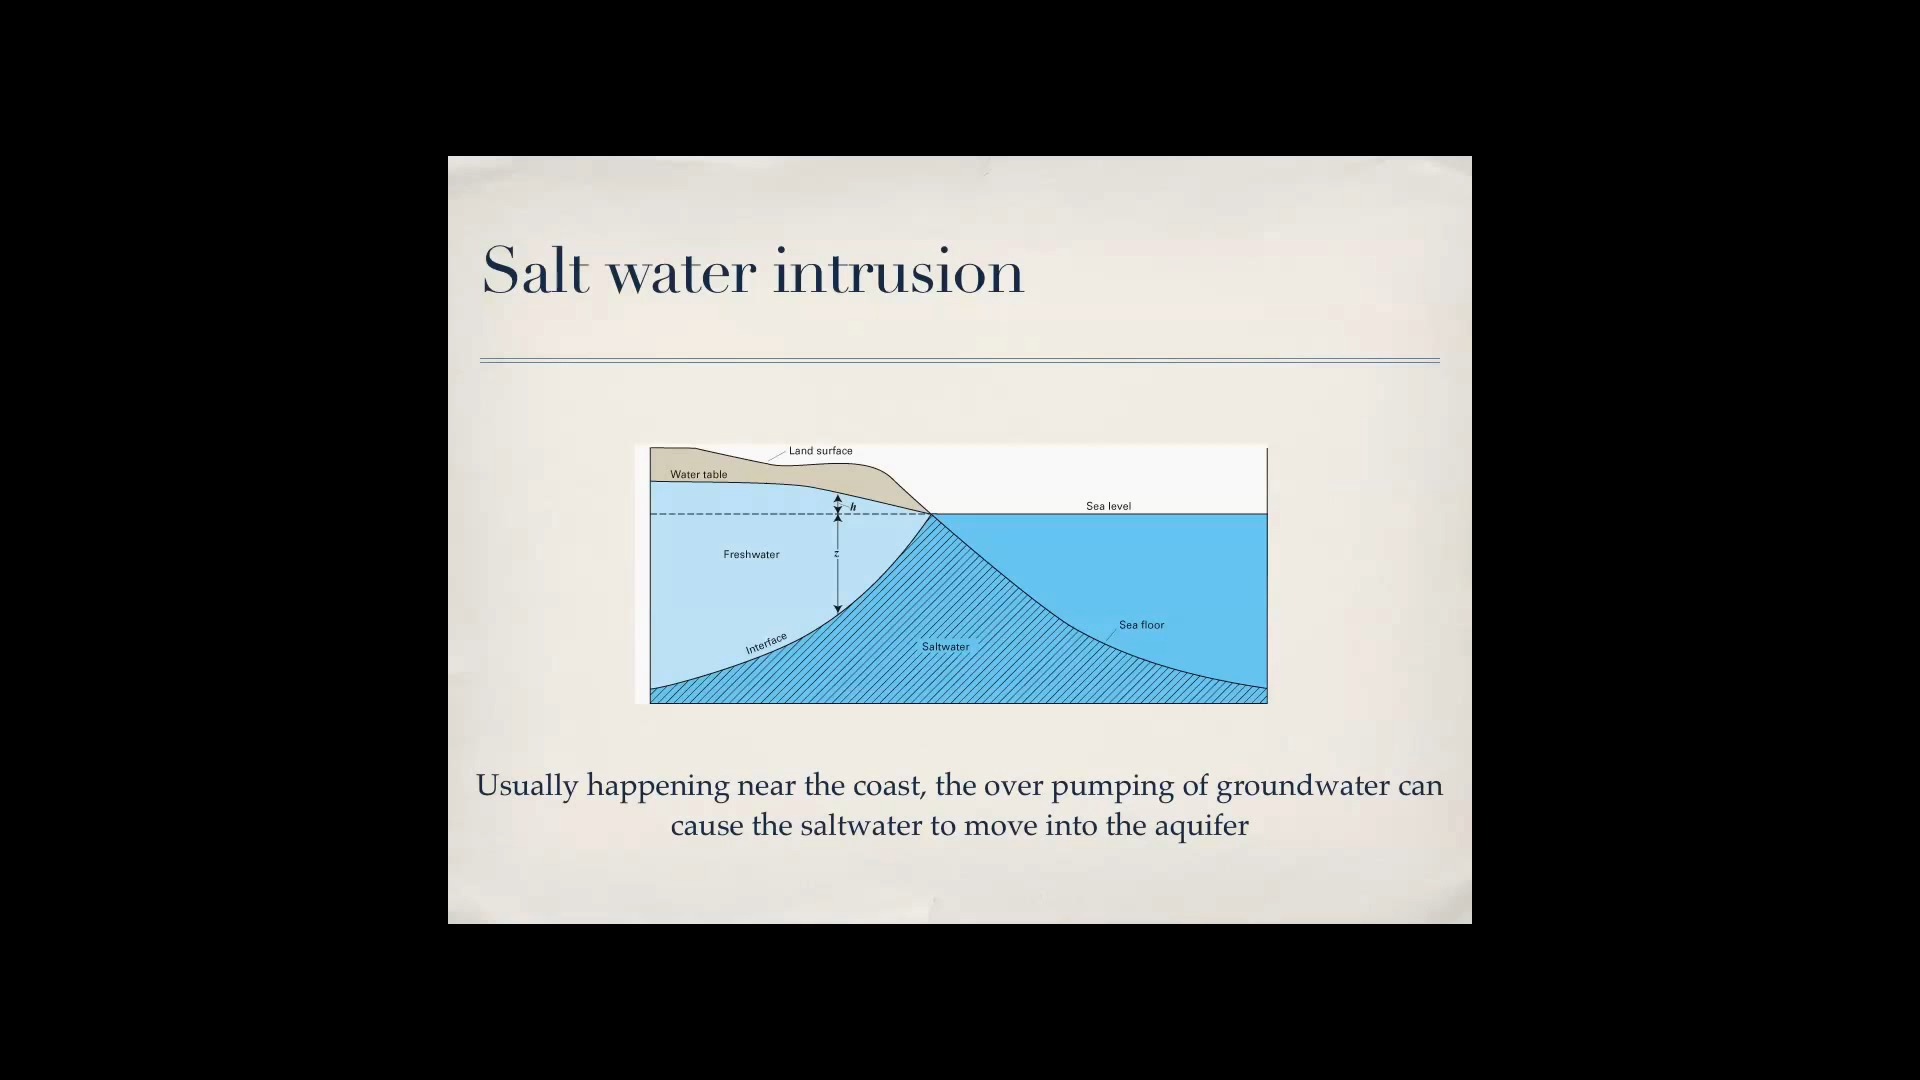 Salt water intrusion
Land surface
Water table
h
Sea level
Freshwater
z
Interface
Sea floor
Saltwater
Usually happening near the coast, the over pumping of groundwater can
cause the saltwater to move into the aquifer